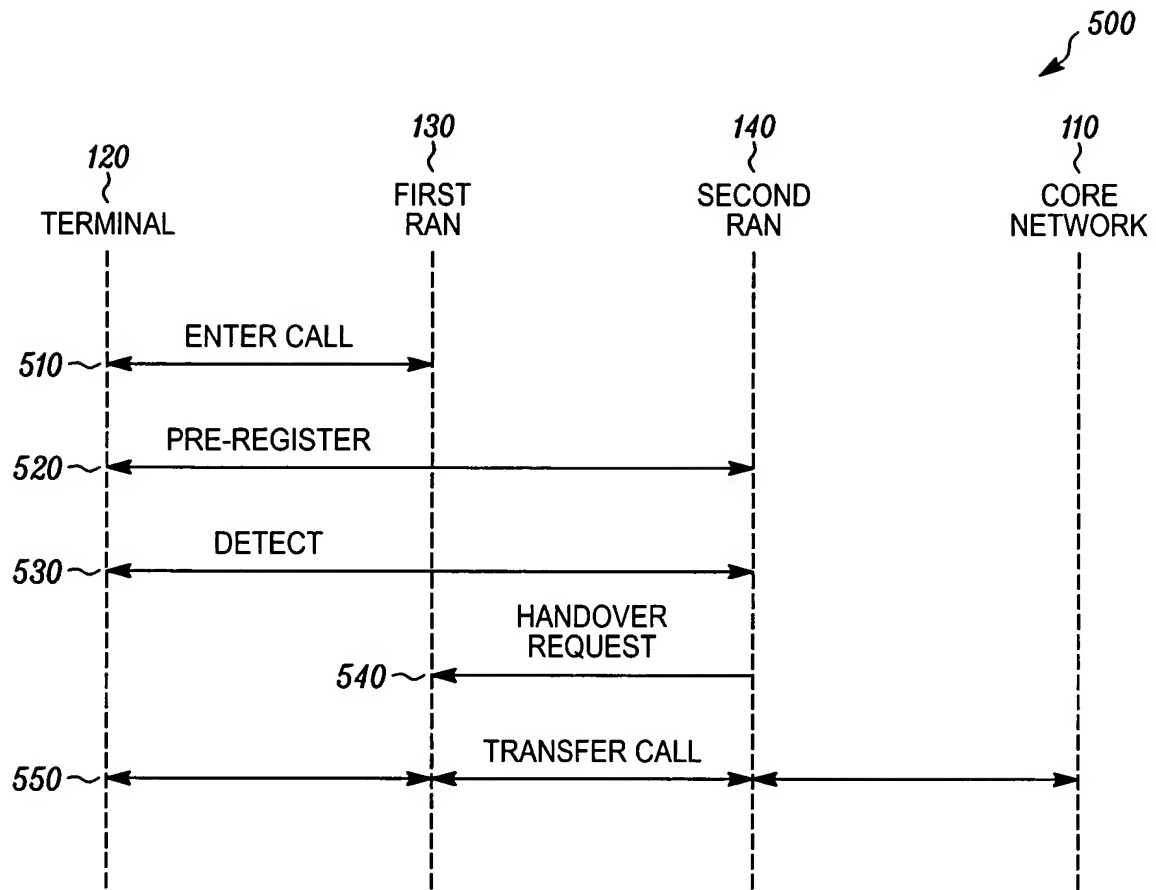 500
120
TERMINAL
130
FIRST
RAN
140
SECOND
RAN
110
CORE
NETWORK
ENTER CALL
510
PRE-REGISTER
520
DETECT
530
HANDOVER
REQUEST
540
TRANSFER CALL
550